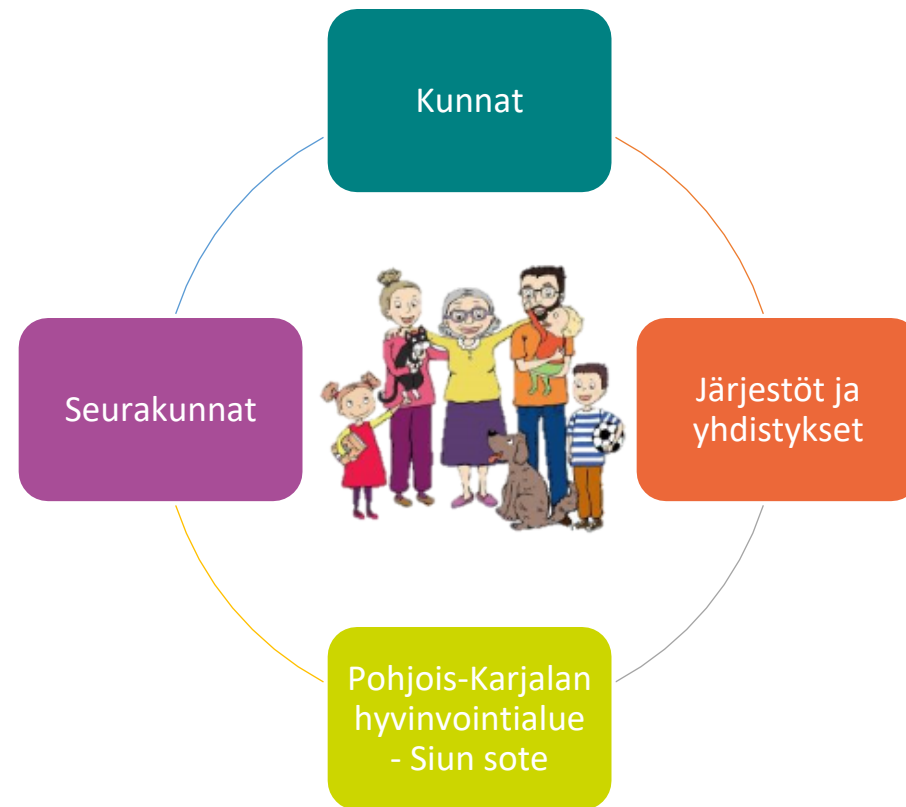 Kunnat
Seurakunnat
Järjestöt ja
yhdistykset
Pohjois-Karjalan
hyvinvointialue
- Siun sote